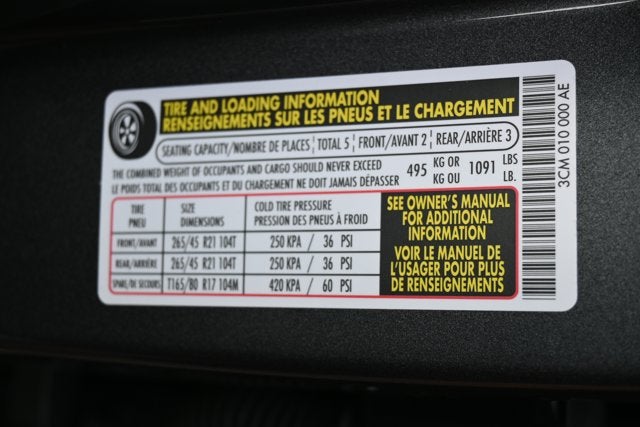 TIRE AND LOADING INFORMATION
RENSEIGNEMENTS SUR LES PNEUS ET LE CHARGEMENT
SEATING CAPACITY/NOMBRE DE PLACES TOTAL 5 FRONT/AVANT 2 REAR/ARRIÈRE 3
THE COMBINED WEIGHT OF OCCUPANTS AND CARGO SHOULD NEVER EXCEED 495 KG OR 1091 LBS
LE POIDS TOTAL DES OCCUPANTS ET DU CHARGEMENT NE DOIT JAMAIS DÉPASSER KG OU LB.
TIRE SIZE COLD TIRE PRESSURE
PNEU DIMENSIONS PRESSION DES PNEUS À FROID
FRONT/AVANT 265/45 R21 104T 250 KPA / 36 PSI
REAR/ARRIÈRE 265/45 R21 104T 250 KPA / 36 PSI
SPARE/DE SECOURS T165/80 R17 104M 420 KPA / 60 PSI
SEE OWNER'S MANUAL
FOR ADDITIONAL
INFORMATION
VOIR LE MANUEL DE
L'USAGER POUR PLUS
DE RENSEIGNEMENTS
3CM 010 000 AE